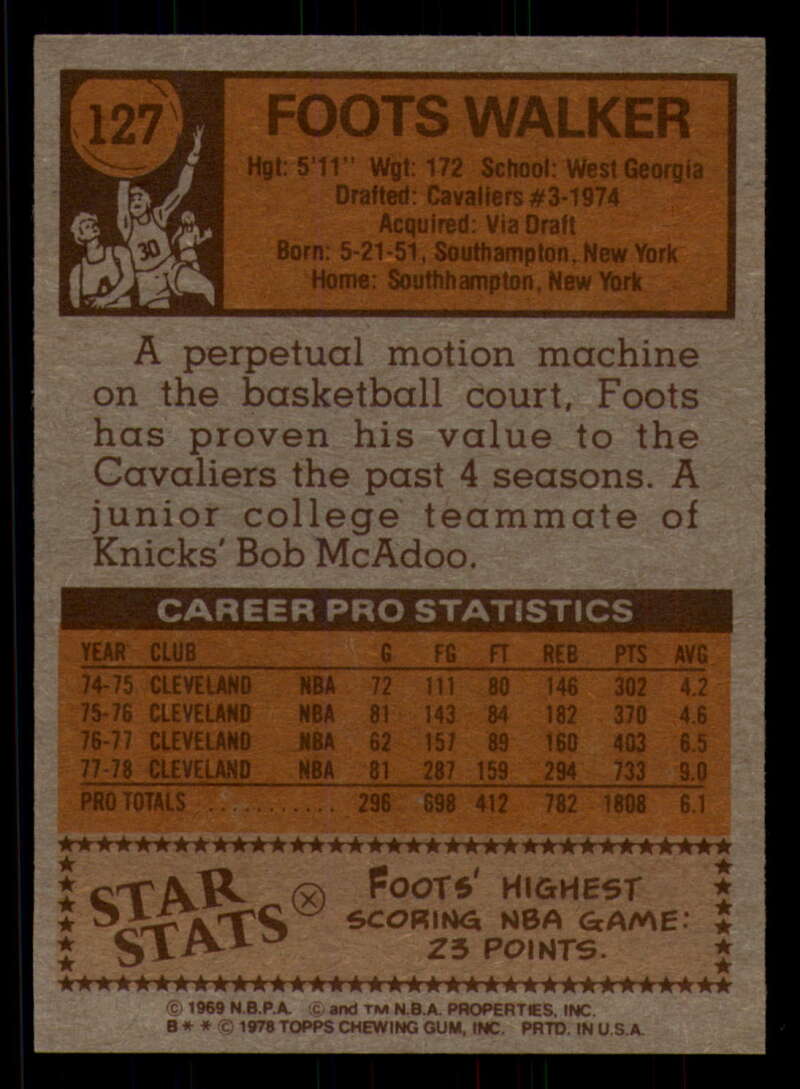 127
FOOTS WALKER
Hgt: 5'11" Wgt: 172 School: West Georgia
Drafted: Cavaliers #3-1974
Acquired: Via Draft
Born: 5-21-51, Southampton, New York
Home: Southhampton, New York
30
A perpetual motion machine
on the basketball court, Foots
has proven his value to the
Cavaliers the past 4 seasons. A
junior college teammate of
Knicks' Bob McAdoo.
CAREER PRO STATISTICS
YEAR CLUB G FG FT REB PTS AVG
74-75 CLEVELAND NBA 72 111 80 146 302 4.2
75-76 CLEVELAND NBA 81 143 84 182 370 4.6
76-77 CLEVELAND NBA 62 157 89 160 403 6.5
77-78 CLEVELAND NBA 81 287 159 294 733 9.0
PRO TOTALS ........... 296 698 412 782 1808 6.1
STAR STATS
FOOTS' HIGHEST
SCORING NBA GAME:
23 POINTS.
© 1969 N.B.P.A. © and TM N.B.A. PROPERTIES, INC.
B * * © 1978 TOPPS CHEWING GUM, INC. PRTD. IN U.S.A.